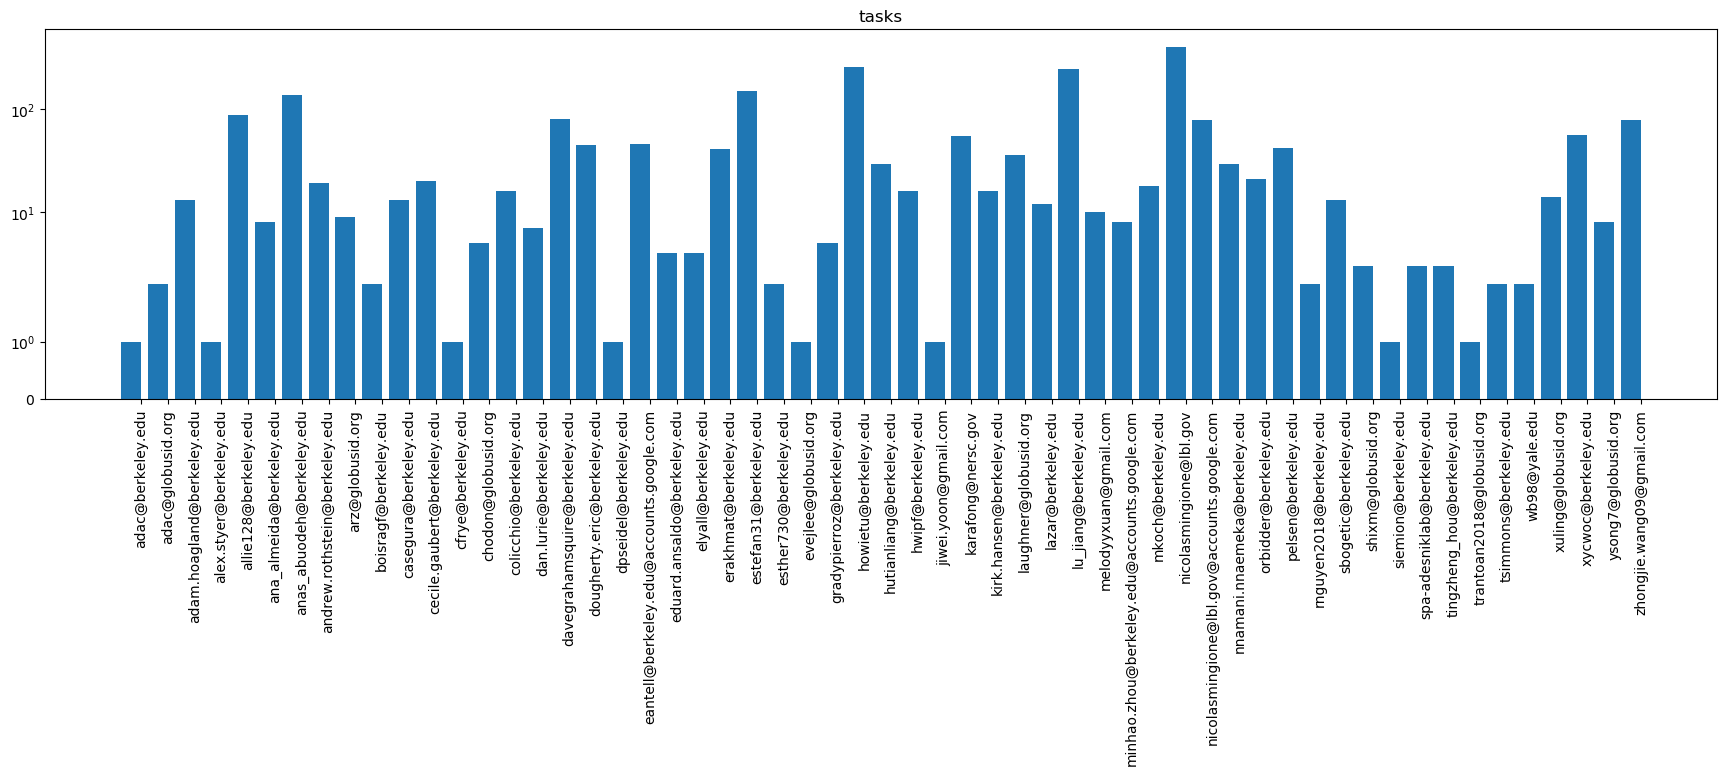 tasks
10²
10¹
10⁰
0
adac@berkeley.edu
adac@globusid.org
adam.hoagland@berkeley.edu
alex.styer@berkeley.edu
allie128@berkeley.edu
ana_almeida@berkeley.edu
anas_abuodeh@berkeley.edu
andrew.rothstein@berkeley.edu
arz@globusid.org
boisragf@berkeley.edu
casegura@berkeley.edu
cecile.gaubert@berkeley.edu
cfrye@berkeley.edu
chodon@globusid.org
colicchio@berkeley.edu
dan.lurie@berkeley.edu
davegrahamsquire@berkeley.edu
dougherty.eric@berkeley.edu
dpseidel@berkeley.edu
eantell@berkeley.edu@accounts.google.com
eduard.ansaldo@berkeley.edu
elyall@berkeley.edu
erakhmat@berkeley.edu
estefan31@berkeley.edu
esther730@berkeley.edu
evejlee@globusid.org
gradypierroz@berkeley.edu
howietu@berkeley.edu
hutianliang@berkeley.edu
hwipf@berkeley.edu
jiwei.yoon@gmail.com
karafong@nersc.gov
kirk.hansen@berkeley.edu
laughner@globusid.org
lazar@berkeley.edu
lu_jiang@berkeley.edu
melodyyxuan@gmail.com
minhao.zhou@berkeley.edu@accounts.google.com
mkoch@berkeley.edu
nicolasmingione@lbl.gov
nicolasmingione@lbl.gov@accounts.google.com
nnamani.nnaemeka@berkeley.edu
orbidder@berkeley.edu
pelsen@berkeley.edu
rnguyen2018@berkeley.edu
sbogetic@berkeley.edu
shixm@globusid.org
siemion@berkeley.edu
spa-adesniklab@berkeley.edu
tingzheng_hou@berkeley.edu
trantoan2018@globusid.org
tsimmons@berkeley.edu
wb98@yale.edu
xuling@globusid.org
xycwoc@berkeley.edu
ysong7@globusid.org
zhongjie.wang09@gmail.com